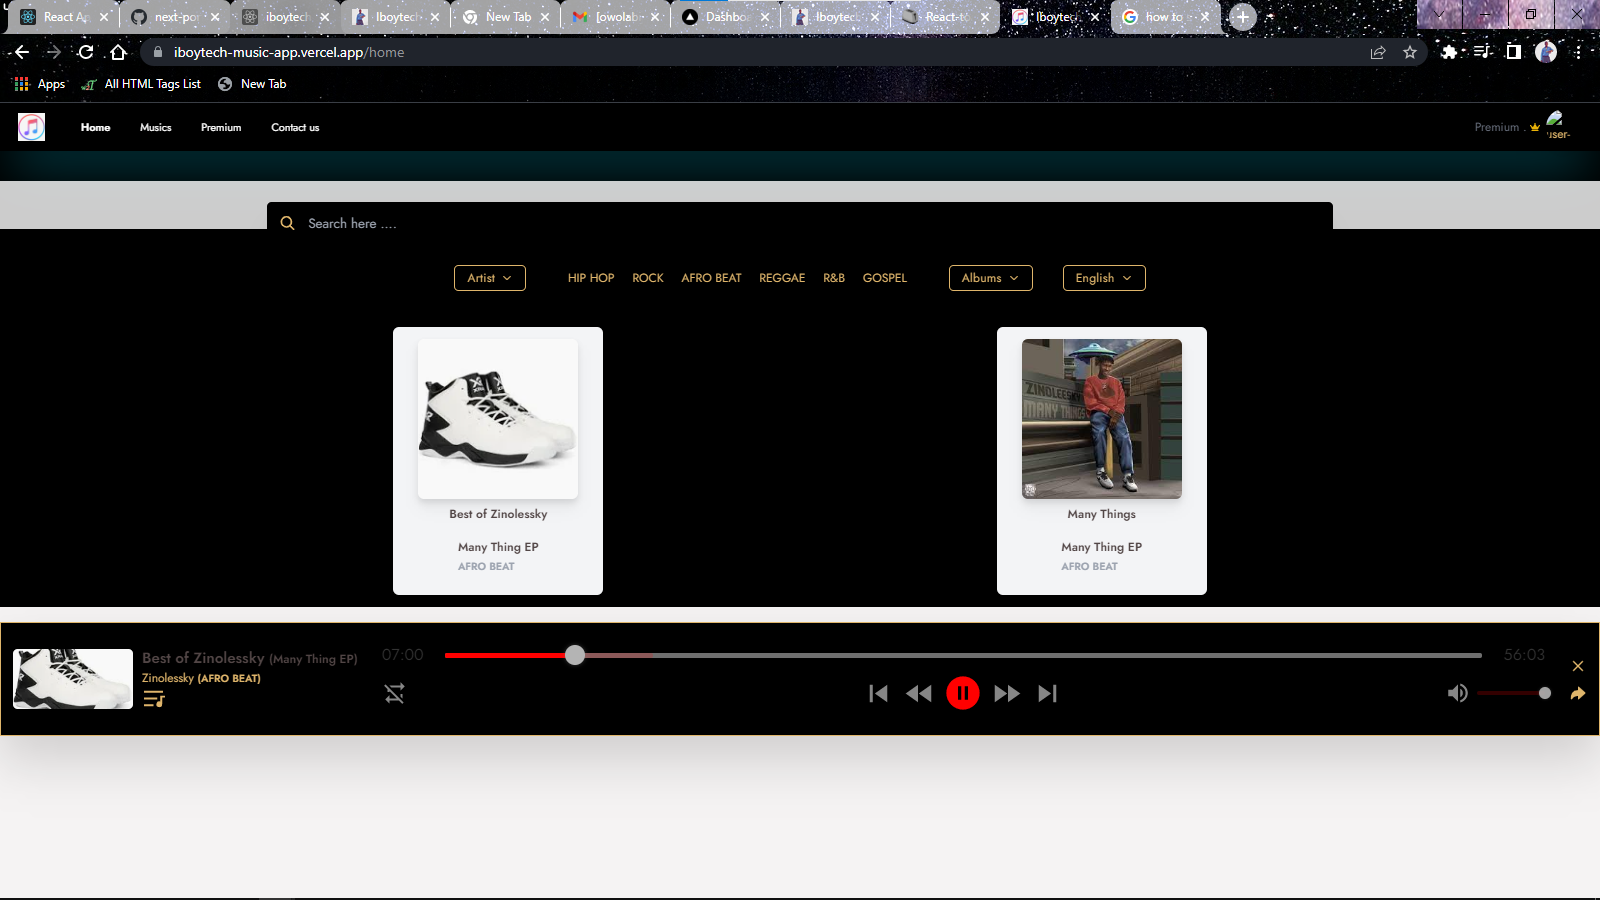 React A
next-por
iboytech
Iboytech
New Tab
[owolab
Dashbo
Iboytech
React-to
Iboytec
how to
iboytech-music-app.vercel.app/home
Apps
All HTML Tags List
New Tab
Home
Musics
Premium
Contact us
Premium .
user-
Search here ....
Artist
HIP HOP
ROCK
AFRO BEAT
REGGAE
R&B
GOSPEL
Albums
English
ZINOLEESKY
MANY THINGS
Best of Zinolessky
Many Thing EP
AFRO BEAT
Many Things
Many Thing EP
AFRO BEAT
Best of Zinolessky (Many Thing EP)
Zinolessky (AFRO BEAT)
07:00
56:03